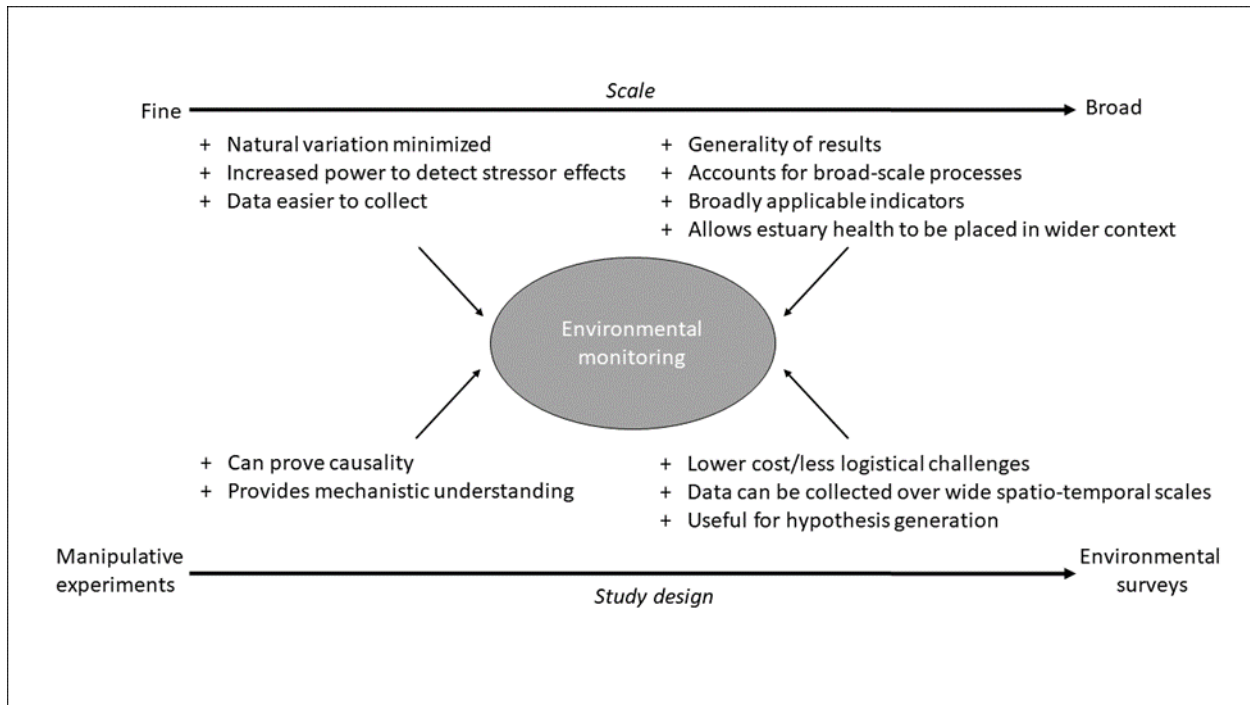 Scale
Fine
Broad
+ Natural variation minimized
+ Increased power to detect stressor effects
+ Data easier to collect
+ Generality of results
+ Accounts for broad-scale processes
+ Broadly applicable indicators
+ Allows estuary health to be placed in wider context
Environmental
monitoring
+ Can prove causality
+ Provides mechanistic understanding
+ Lower cost/less logistical challenges
+ Data can be collected over wide spatio-temporal scales
+ Useful for hypothesis generation
Manipulative
experiments
Environmental
surveys
Study design